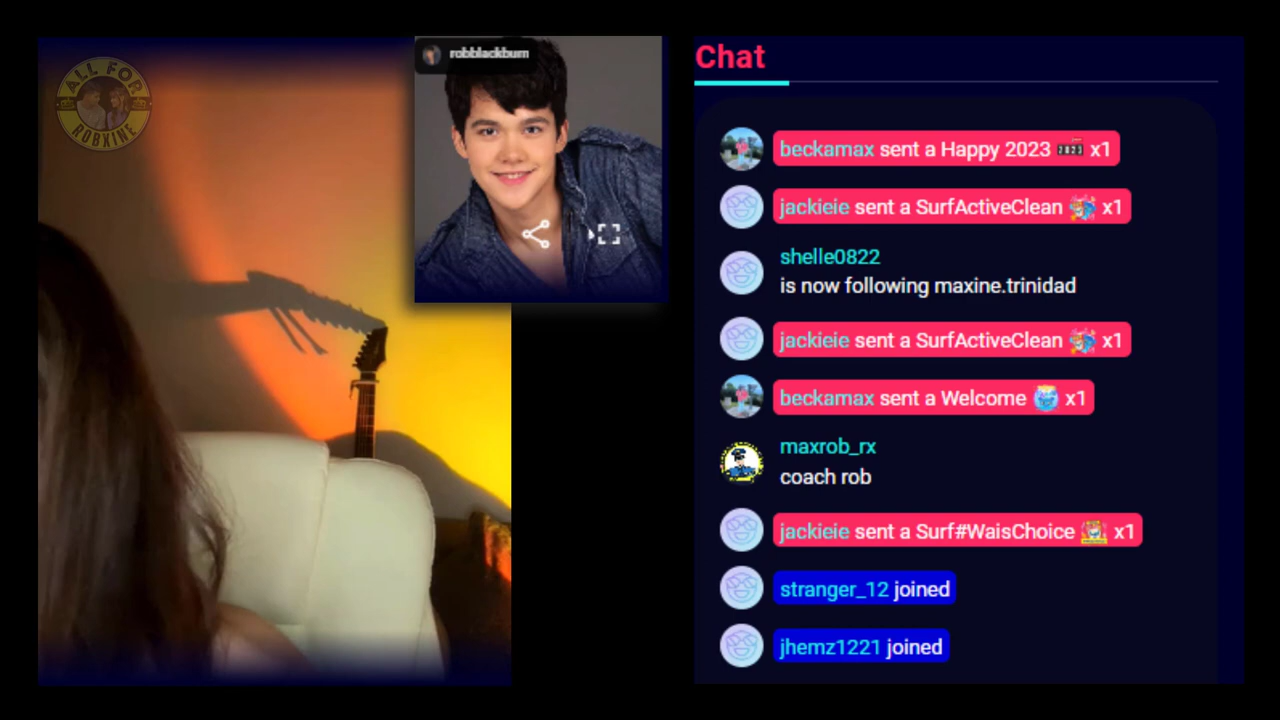 ALL FOR
ROBXINE
robblackburn
Chat
beckamax sent a Happy 2023 2023 x1
jackieie sent a SurfActiveClean x1
shelle0822
is now following maxine.trinidad
jackieie sent a SurfActiveClean x1
beckamax sent a Welcome x1
maxrob_rx
coach rob
jackieie sent a Surf#WaisChoice x1
stranger_12 joined
jhemz1221 joined